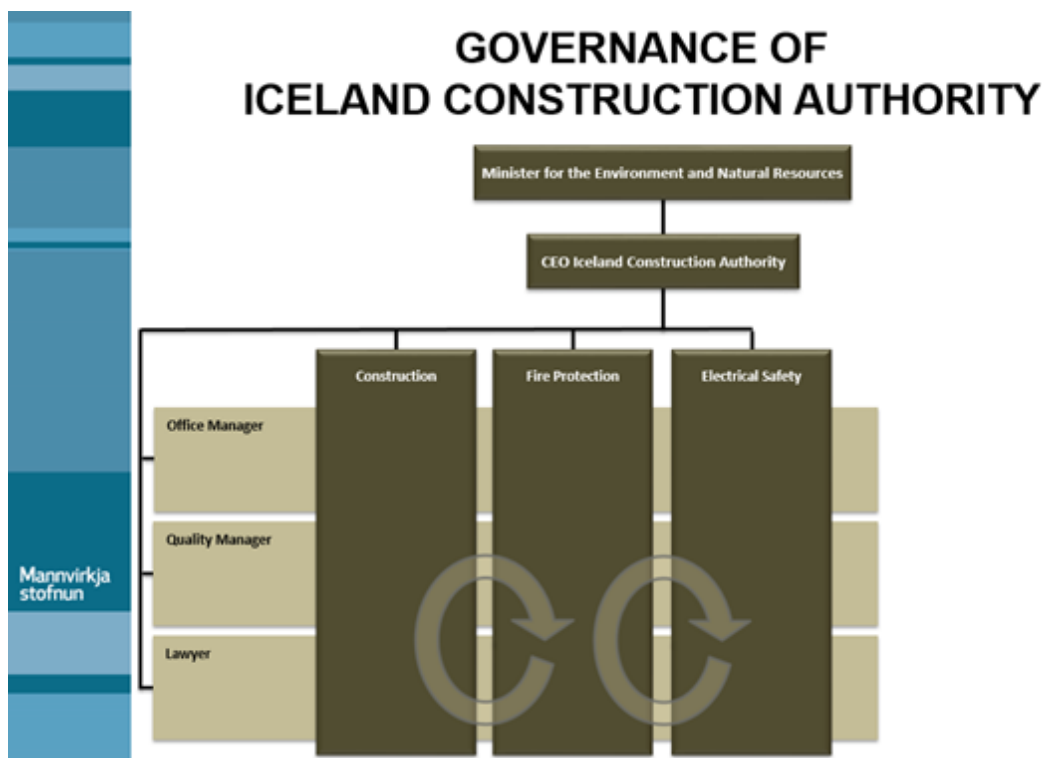 GOVERNANCE OF
ICELAND CONSTRUCTION AUTHORITY
Minister for the Environment and Natural Resources
CEO Iceland Construction Authority
Construction
Fire Protection
Electrical Safety
Office Manager
Quality Manager
Lawyer
Mannvirkja
stofnun